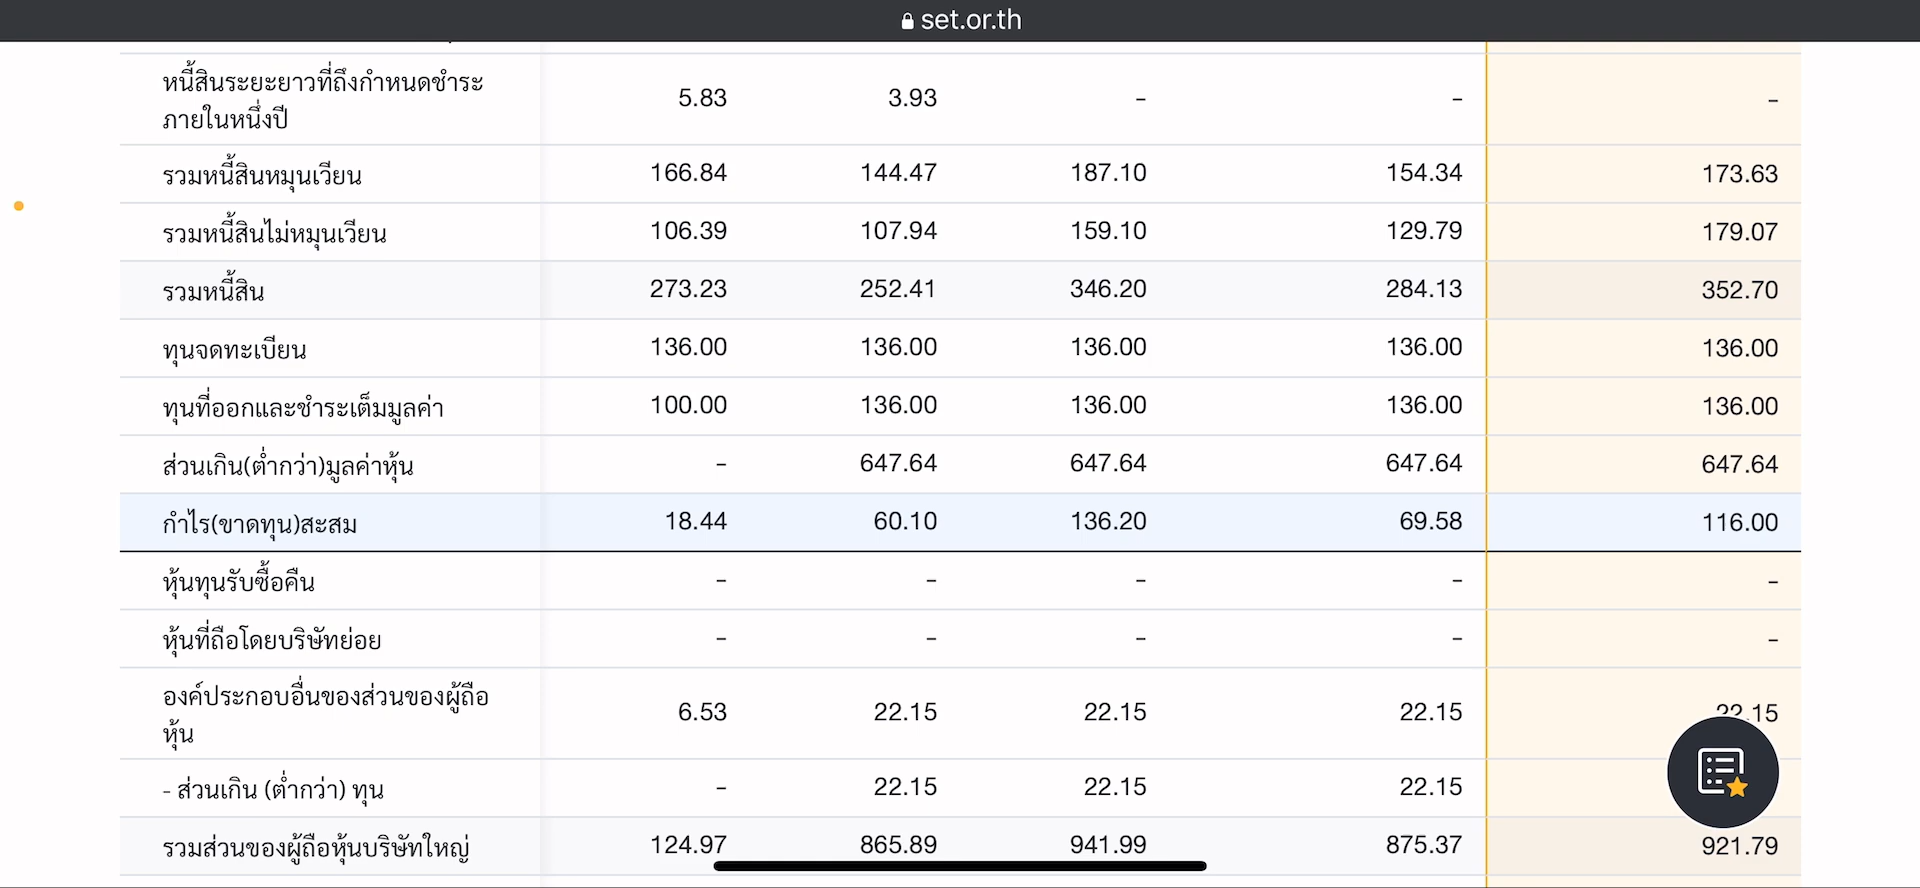 set.or.th
หนี้สินระยะยาวที่ถึงกำหนดชำระ
ภายในหนึ่งปี 5.83 3.93 - - -
รวมหนี้สินหมุนเวียน 166.84 144.47 187.10 154.34 173.63
รวมหนี้สินไม่หมุนเวียน 106.39 107.94 159.10 129.79 179.07
รวมหนี้สิน 273.23 252.41 346.20 284.13 352.70
ทุนจดทะเบียน 136.00 136.00 136.00 136.00 136.00
ทุนที่ออกและชำระเต็มมูลค่า 100.00 136.00 136.00 136.00 136.00
ส่วนเกิน(ต่ำกว่า)มูลค่าหุ้น - 647.64 647.64 647.64 647.64
กำไร(ขาดทุน)สะสม 18.44 60.10 136.20 69.58 116.00
หุ้นทุนรับซื้อคืน - - - - -
หุ้นที่ถือโดยบริษัทย่อย - - - - -
องค์ประกอบอื่นของส่วนของผู้ถือ
หุ้น 6.53 22.15 22.15 22.15 22.15
- ส่วนเกิน (ต่ำกว่า) ทุน - 22.15 22.15 22.15
รวมส่วนของผู้ถือหุ้นบริษัทใหญ่ 124.97 865.89 941.99 875.37 921.79